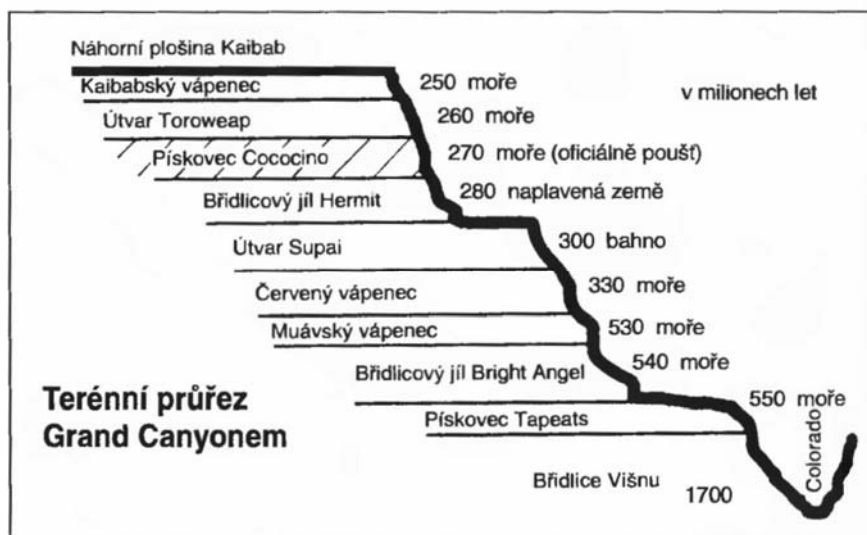 Náhorní plošina Kaibab
Kaibabský vápenec
250 moře
v milionech let
Útvar Toroweap
260 moře
Pískovec Cococino
270 moře (oficiálně poušť)
Břidlicový jíl Hermit
280 naplavená země
Útvar Supai
300 bahno
Červený vápenec
330 moře
Muávský vápenec
530 moře
Břidlicový jíl Bright Angel
540 moře
Terénní průřez
Grand Canyonem
Pískovec Tapeats
550 moře
Colorado
Břidlice Višnu
1700